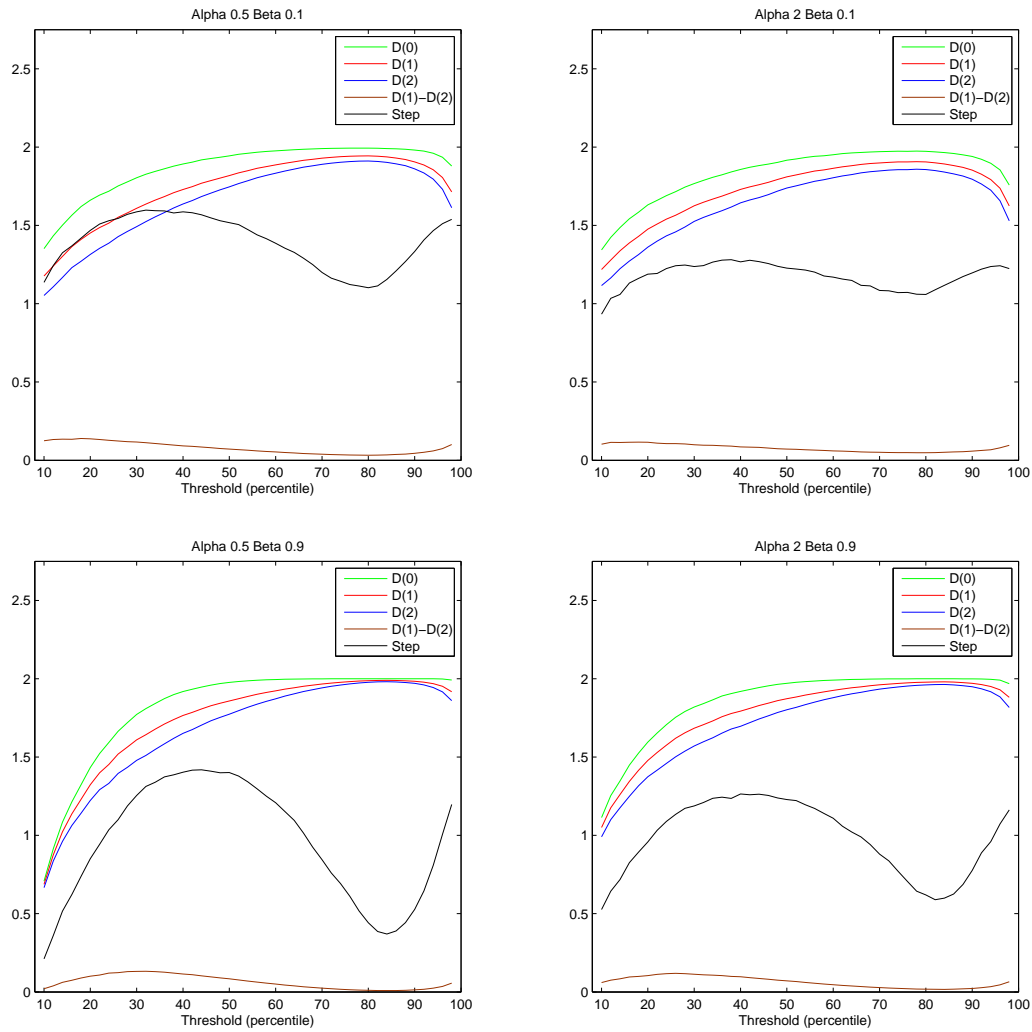 Alpha 0.5 Beta 0.1
2.5
2
1.5
1
0.5
0
D(0)
D(1)
D(2)
D(1)−D(2)
Step
10 20 30 40 50 60 70 80 90 100
Threshold (percentile)
Alpha 2 Beta 0.1
2.5
2
1.5
1
0.5
0
D(0)
D(1)
D(2)
D(1)−D(2)
Step
10 20 30 40 50 60 70 80 90 100
Threshold (percentile)
Alpha 0.5 Beta 0.9
2.5
2
1.5
1
0.5
0
D(0)
D(1)
D(2)
D(1)−D(2)
Step
10 20 30 40 50 60 70 80 90 100
Threshold (percentile)
Alpha 2 Beta 0.9
2.5
2
1.5
1
0.5
0
D(0)
D(1)
D(2)
D(1)−D(2)
Step
10 20 30 40 50 60 70 80 90 100
Threshold (percentile)